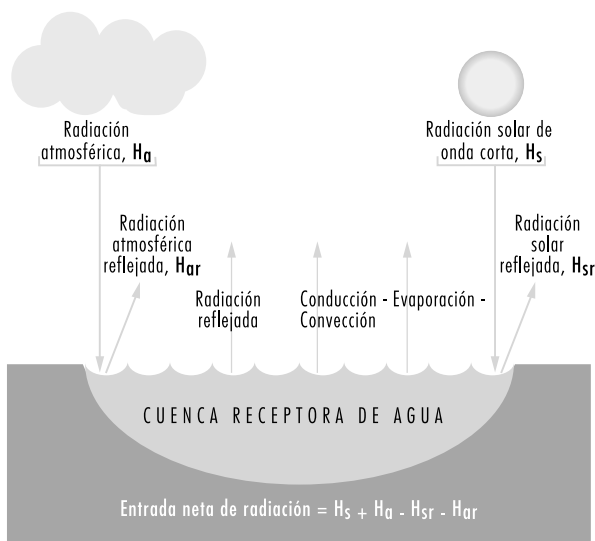 Radiación
atmosférica, Ha
Radiación solar de
onda corta, Hs
Radiación
atmosférica
reflejada, Har
Radiación
solar
reflejada, Hsr
Radiación
reflejada
Conducción - Evaporación -
Convección
CUENCA RECEPTORA DE AGUA
Entrada neta de radiación = Hs + Ha - Hsr - Har